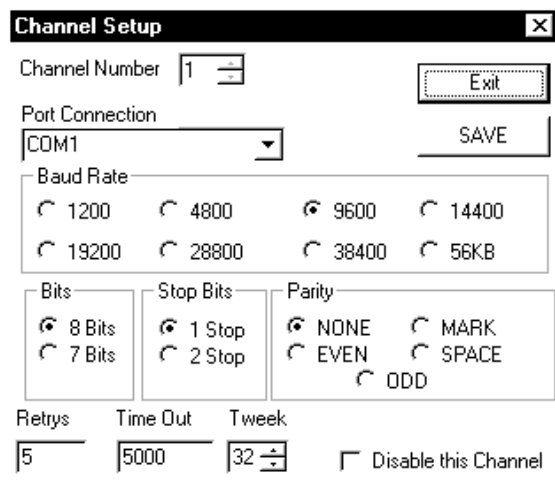 Channel Setup
Channel Number 1
Exit
Port Connection
COM1
SAVE
Baud Rate
1200 4800 9600 14400
19200 28800 38400 56KB
Bits Stop Bits Parity
8 Bits 1 Stop NONE MARK
7 Bits 2 Stop EVEN SPACE
ODD
Retrys Time Out Tweek
5 5000 32 Disable this Channel